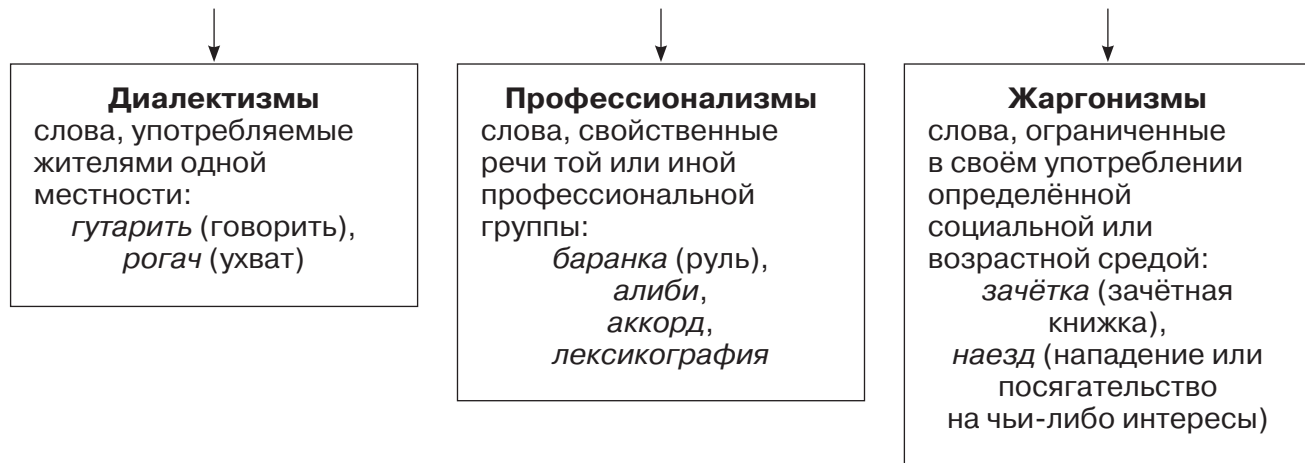 Диалектизмы
слова, употребляемые
жителями одной
местности:
гутарить (говорить),
рогач (ухват)
Профессионализмы
слова, свойственные
речи той или иной
профессиональной
группы:
баранка (руль),
алиби,
аккорд,
лексикография
Жаргонизмы
слова, ограниченные
в своём употреблении
определённой
социальной или
возрастной средой:
зачётка (зачётная
книжка),
наезд (нападение или
посягательство
на чьи-либо интересы)